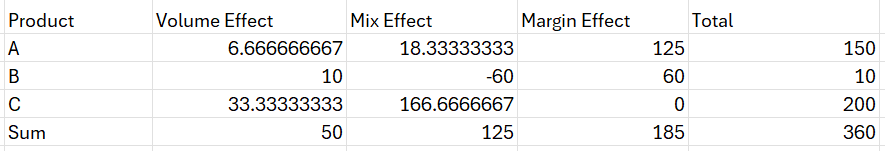 Product Volume Effect Mix Effect Margin Effect Total
A 6.666666667 18.33333333 125 150
B 10 -60 60 10
C 33.33333333 166.6666667 0 200
Sum 50 125 185 360